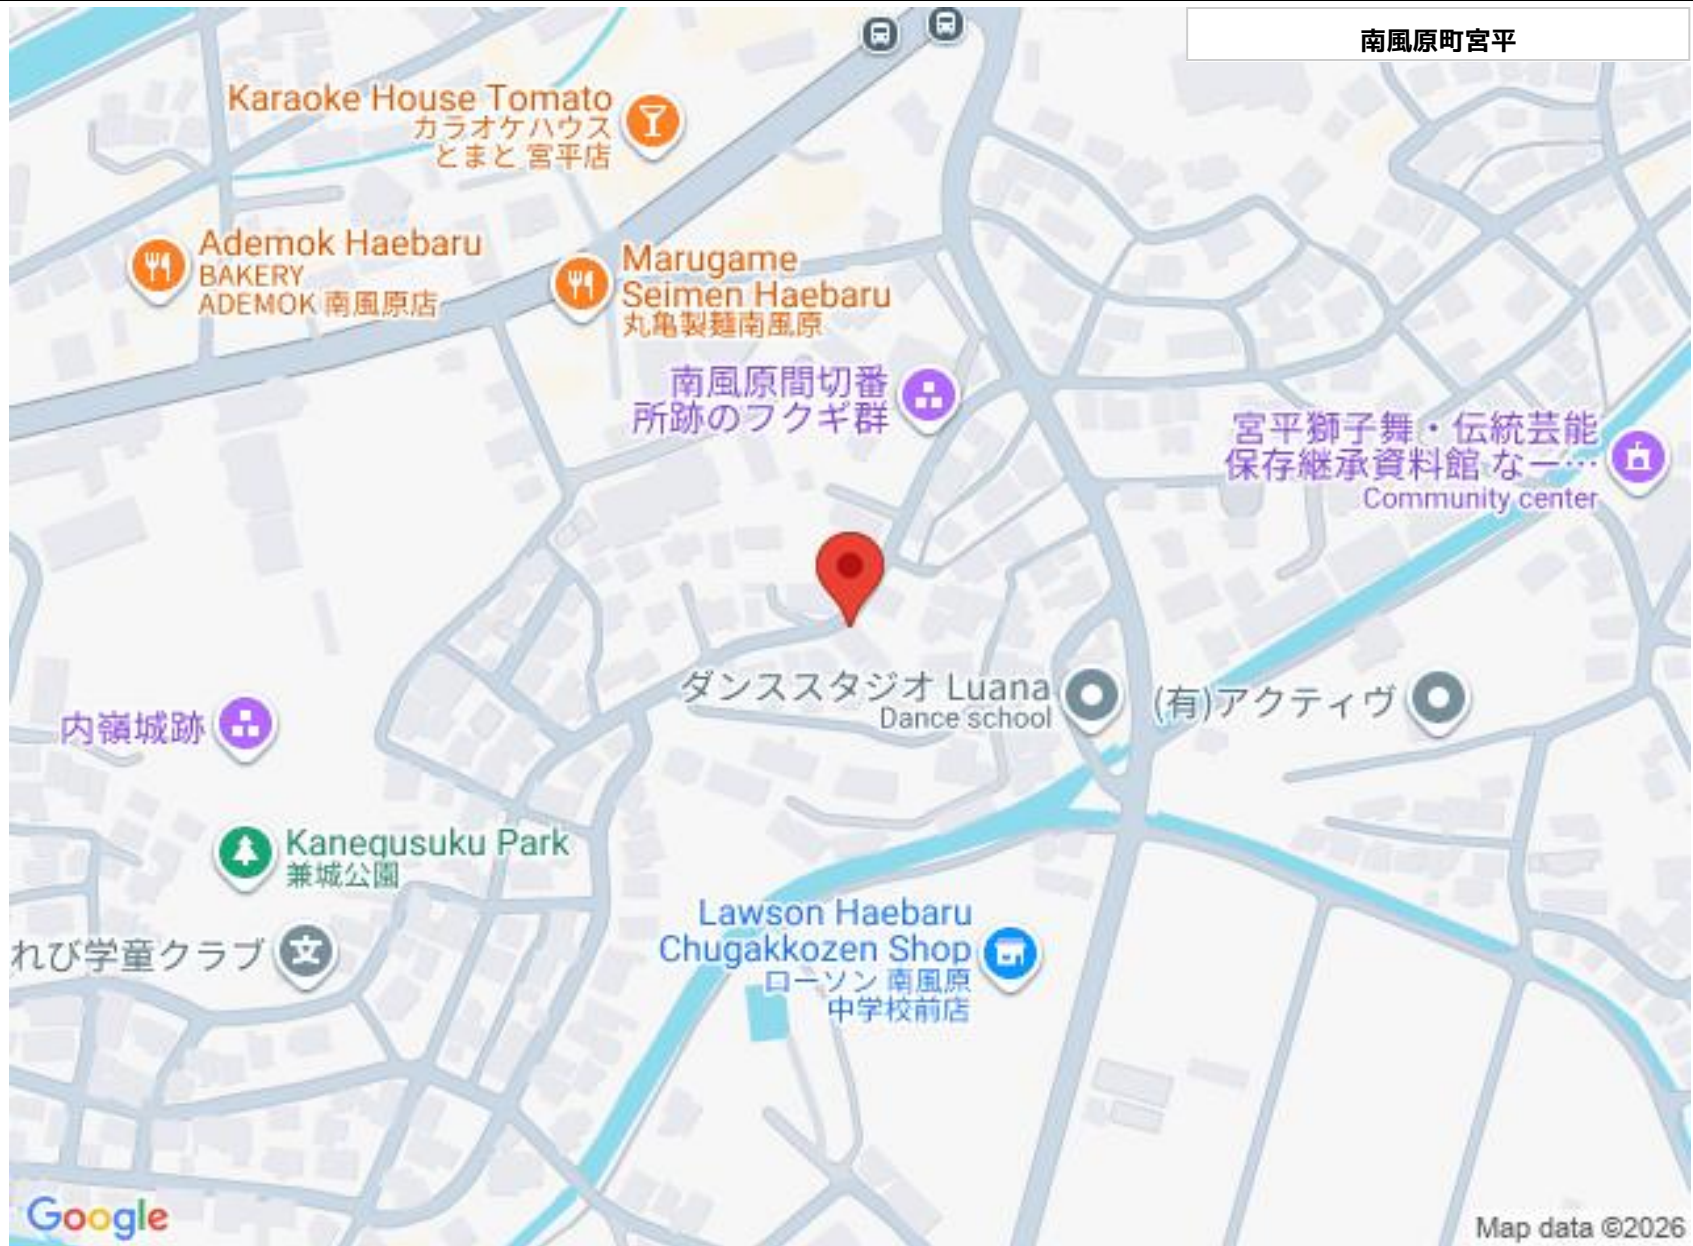 南風原町宮平
Karaoke House Tomato
カラオケハウス
とまと 宮平店
Ademok Haebaru
BAKERY
ADEMOK 南風原店
Marugame
Seimen Haebaru
丸亀製麺南風原
南風原間切番
所跡のフクギ群
宮平獅子舞・伝統芸能
保存継承資料館 なー…
Community center
ダンススタジオ Luana
Dance school
(有)アクティヴ
内嶺城跡
Kanegusuku Park
兼城公園
れび学童クラブ
文
Lawson Haebaru
Chugakkozen Shop
ローソン 南風原
中学校前店
Google
Map data ©2026